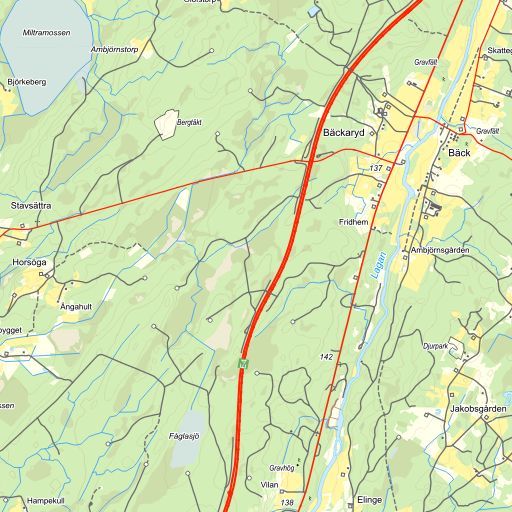 Miltramossen
Ambjörnstorp
Björkeberg
Gravfält
Bergtäkt
Bäckaryd
Gravfält
Bäck
137
Stavsättra
Fridhem
Lagan
Ambjörnsgården
Horsöga
Ängahult
Djurpark
142
Jakobsgården
Fåglasjö
Gravhög
Vilan
138
Elinge
Hampekull